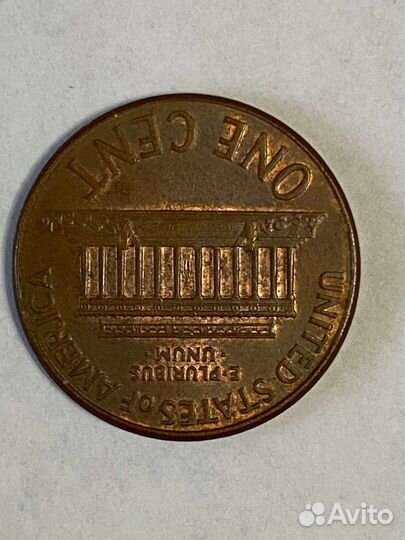 UNITED STATES OF AMERICA
E·PLURIBUS
·UNUM·
ONE CENT
Avito